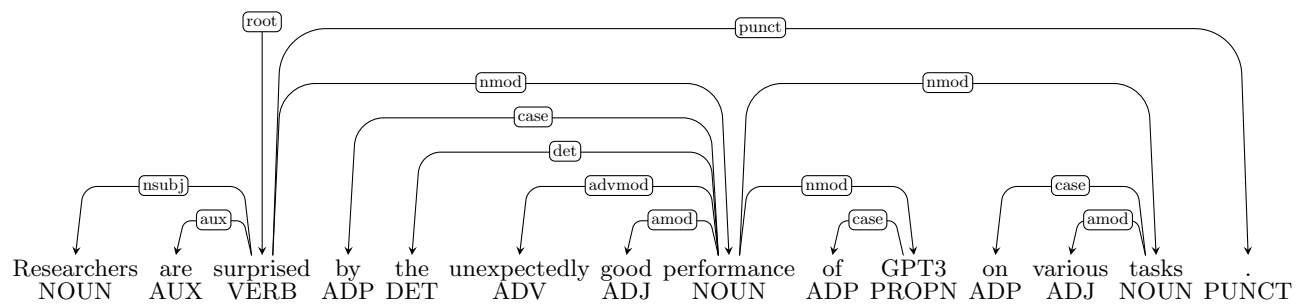 root
punct
nmod nmod
case
det
nsubj advmod nmod case
aux amod case amod
Researchers are surprised by the unexpectedly good performance of GPT3 on various tasks .
NOUN AUX VERB ADP DET ADV ADJ NOUN ADP PROPN ADP ADJ NOUN PUNCT